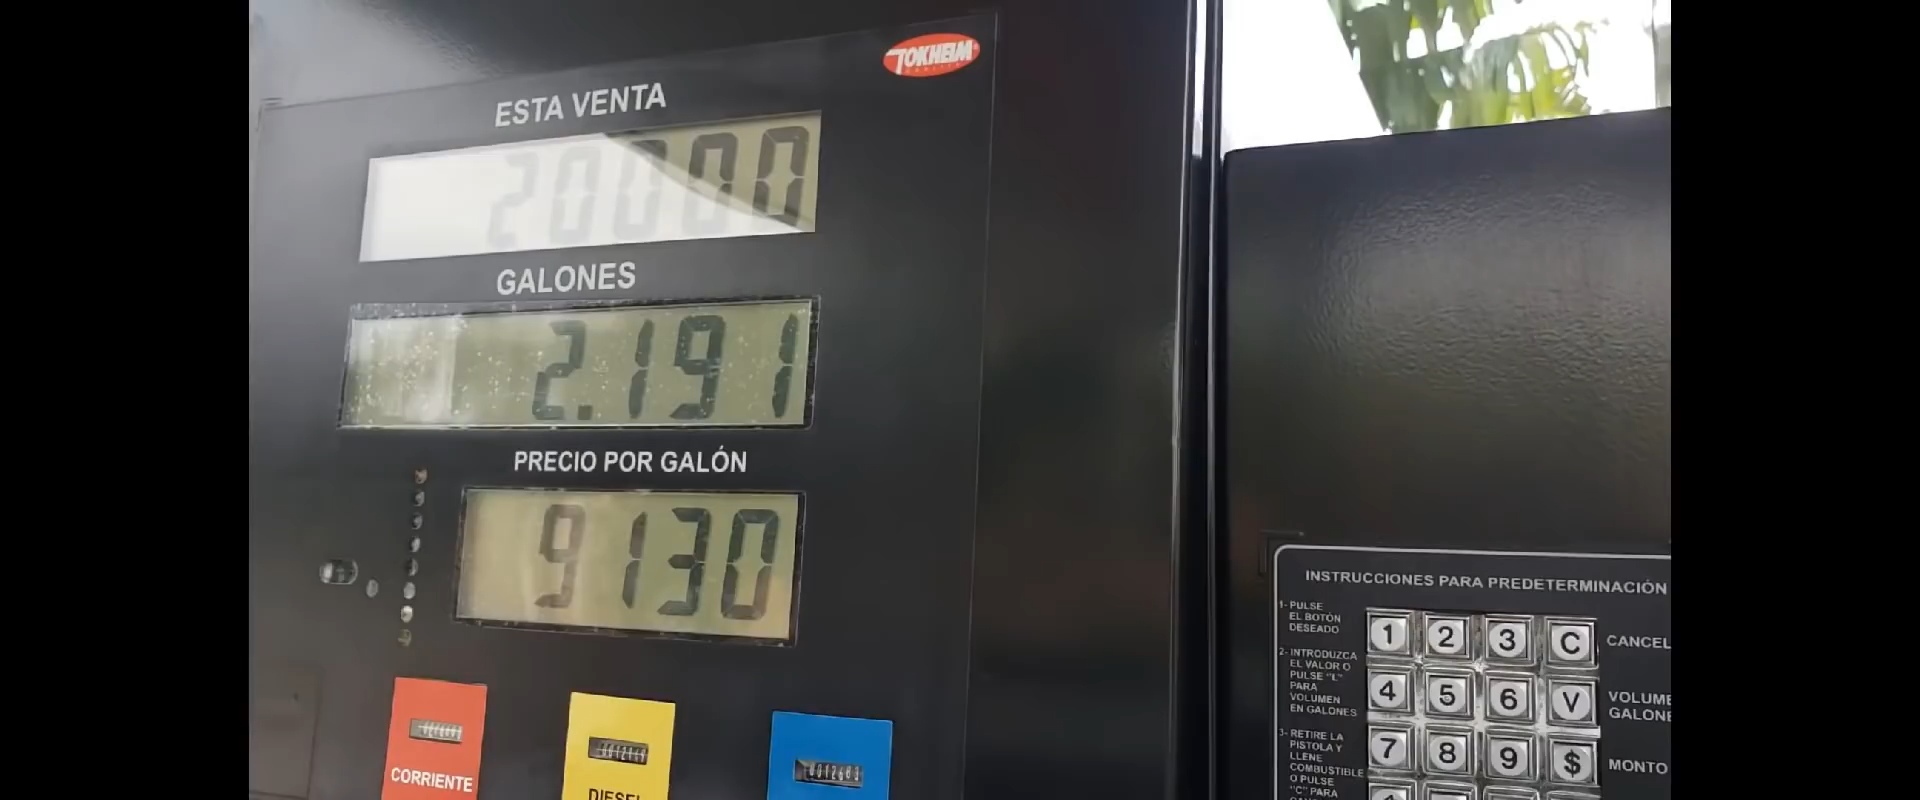 TOKHEIM
ESTA VENTA
20000
GALONES
2.191
PRECIO POR GALÓN
9130
INSTRUCCIONES PARA PREDETERMINACIÓN
1- PULSE
EL BOTÓN
DESEADO
2- INTRODUZCA
EL VALOR O
PULSE "L"
PARA
VOLUMEN
EN GALONES
3- RETIRE LA
PISTOLA Y
LLENE
COMBUSTIBLE
O PULSE
"C" PARA
1 2 3 C CANCEL
4 5 6 V VOLUME
GALONE
7 8 9 $ MONTO
CORRIENTE
DIESEL